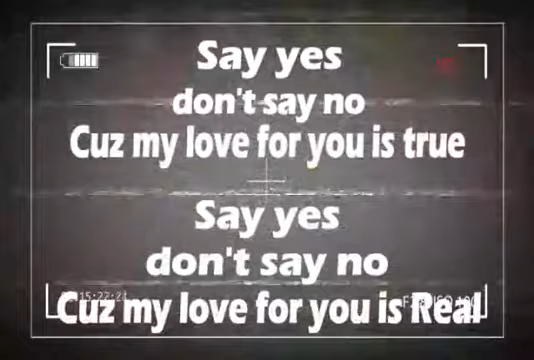 Say yes
don't say no
Cuz my love for you is true
Say yes
don't say no
Cuz my love for you is Real